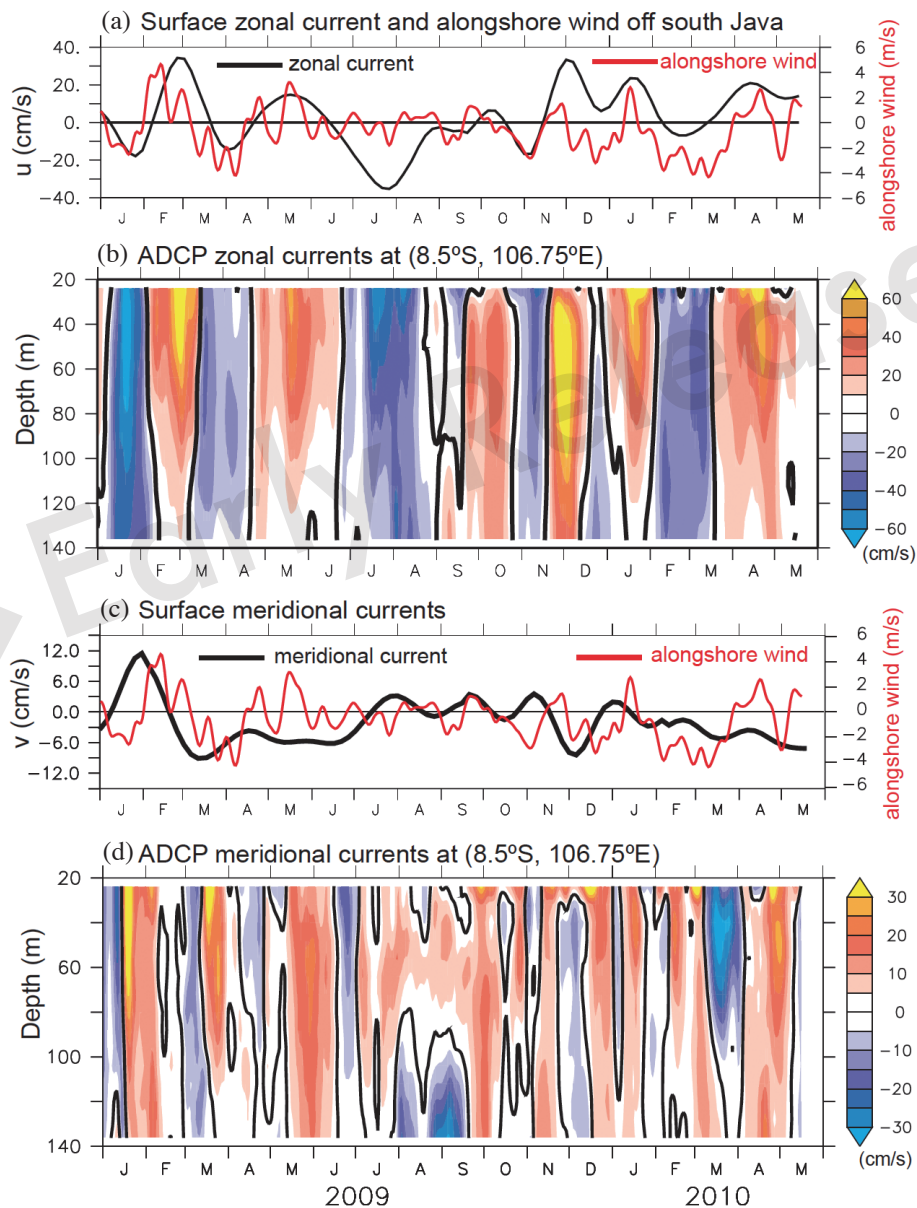 (a) Surface zonal current and alongshore wind off south Java
40.
20
0.0
-20.
-40.
u (cm/s)
zonal current
alongshore wind
6
4
2
0
-2
-4
-6
alongshore wind (m/s)
J F M A M J J A S O N D J F M A M
(b) ADCP zonal currents at (8.5ºS, 106.75ºE)
20
40
60
80
100
120
140
Depth (m)
60
40
20
0
-20
-40
-60
(cm/s)
J F M A M J J A S O N D J F M A M
(c) Surface meridional currents
12.0
6.0
0.0
-6.0
-12.0
v (cm/s)
meridional current
alongshore wind
6
4
2
0
-2
-4
-6
alongshore wind (m/s)
J F M A M J J A S O N D J F M A M
(d) ADCP meridional currents at (8.5ºS, 106.75ºE)
20
60
100
140
Depth (m)
30
20
10
0
-10
-20
-30
(cm/s)
J F M A M J J A S O N D J F M A M
2009 2010
Early Release